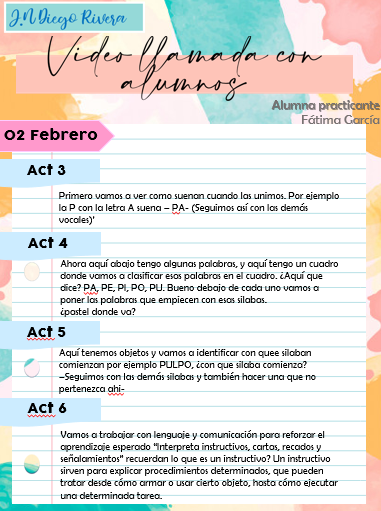 J.N Diego Rivera
Video llamada con
alumnos
Alumna practicante
Fátima García
02 Febrero
Act 3
Primero vamos a ver como suenan cuando las unimos. Por ejemplo
la P con la letra A suena – PA- (Seguimos así con las demás
vocales)'
Act 4
Ahora aquí abajo tengo algunas palabras, y aquí tengo un cuadro
donde vamos a clasificar esas palabras en el cuadro. ¿Aquí que
dice? PA, PE, PI, PO, PU. Bueno debajo de cada uno vamos a
poner las palabras que empiecen con esas silabas.
¿pastel donde va?
Act 5
Aquí tenemos objetos y vamos a identificar con quee silaban
comienzan por ejemplo PULPO, ¿con que silaba comienza?
–Seguimos con las demás silabas y también hacer una que no
pertenezca ahi-
Act 6
Vamos a trabajar con lenguaje y comunicación para reforzar el
aprendizaje esperado "Interpreta instructivos, cartas, recados y
señalamientos" recuerdan lo que es un instructivo? Un instructivo
sirven para explicar procedimientos determinados, que pueden
tratar desde cómo armar o usar cierto objeto, hasta cómo ejecutar
una determinada tarea.